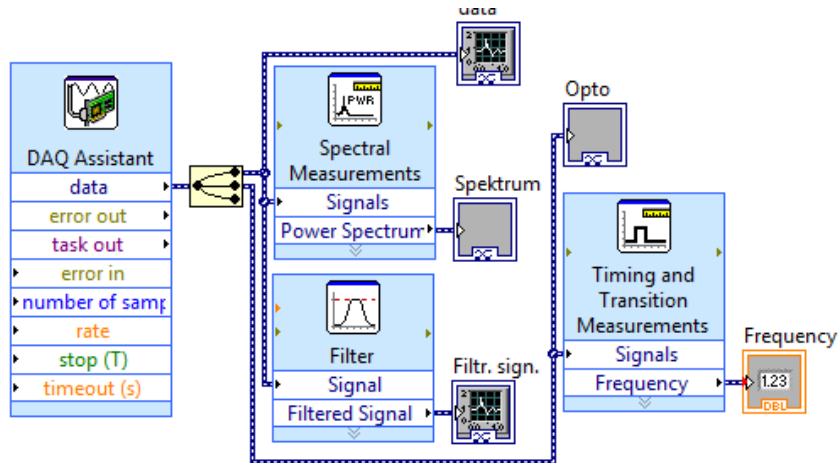 data
DAQ Assistant
data
error out
task out
error in
number of samp
rate
stop (T)
timeout (s)
PWR
Spectral
Measurements
Signals
Power Spectrum
Spektrum
Filter
Signal
Filtered Signal
Filtr. sign.
Opto
Timing and
Transition
Measurements
Signals
Frequency
Frequency
1.23
DBL